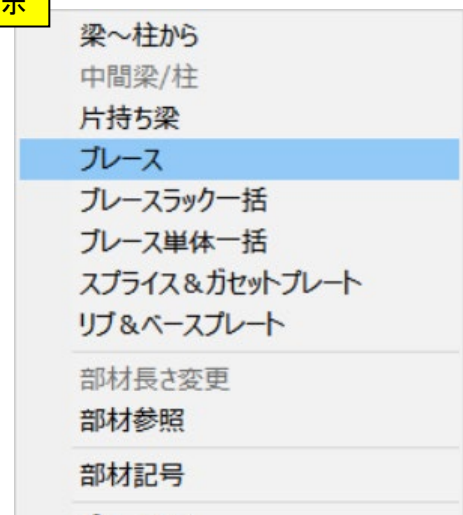 示
梁～柱から
中間梁/柱
片持ち梁
ブレース
ブレースラック一括
ブレース単体一括
スプライス＆ガセットプレート
リブ＆ベースプレート
部材長さ変更
部材参照
部材記号